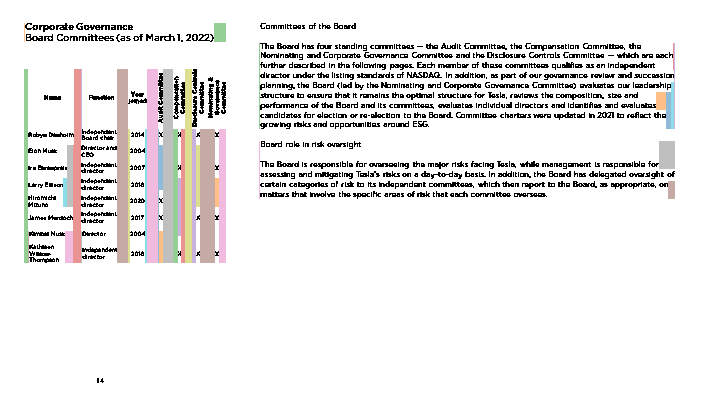 Corporate Governance
Board Committees (as of March 1, 2022)
Name Function Year joined Audit Committee Compensation Committee Disclosure Controls Committee Nominating & Governance Committee
Robyn Denholm Independent Board chair 2014 X X X X
Elon Musk Director and CEO 2004
Ira Ehrenpreis Independent director 2007 X X
Larry Ellison Independent director 2018
Hiromichi Mizuno Independent director 2020 X X
James Murdoch Independent director 2017 X X X
Kimbal Musk Director 2004
Kathleen Wilson-Thompson Independent director 2018 X X X
14
Committees of the Board
The Board has four standing committees — the Audit Committee, the Compensation Committee, the
Nominating and Corporate Governance Committee and the Disclosure Controls Committee — which are each
further described in the following pages. Each member of these committees qualifies as an independent
director under the listing standards of NASDAQ. In addition, as part of our governance review and succession
planning, the Board (led by the Nominating and Corporate Governance Committee) evaluates our leadership
structure to ensure that it remains the optimal structure for Tesla, reviews the composition, size and
performance of the Board and its committees, evaluates individual directors and identifies and evaluates
candidates for election or re-election to the Board. Committee charters were updated in 2021 to reflect the
growing risks and opportunities around ESG.
Board role in risk oversight
The Board is responsible for overseeing the major risks facing Tesla, while management is responsible for
assessing and mitigating Tesla's risks on a day-to-day basis. In addition, the Board has delegated oversight of
certain categories of risk to its independent committees, which then report to the Board, as appropriate, on
matters that involve the specific areas of risk that each committee oversees.